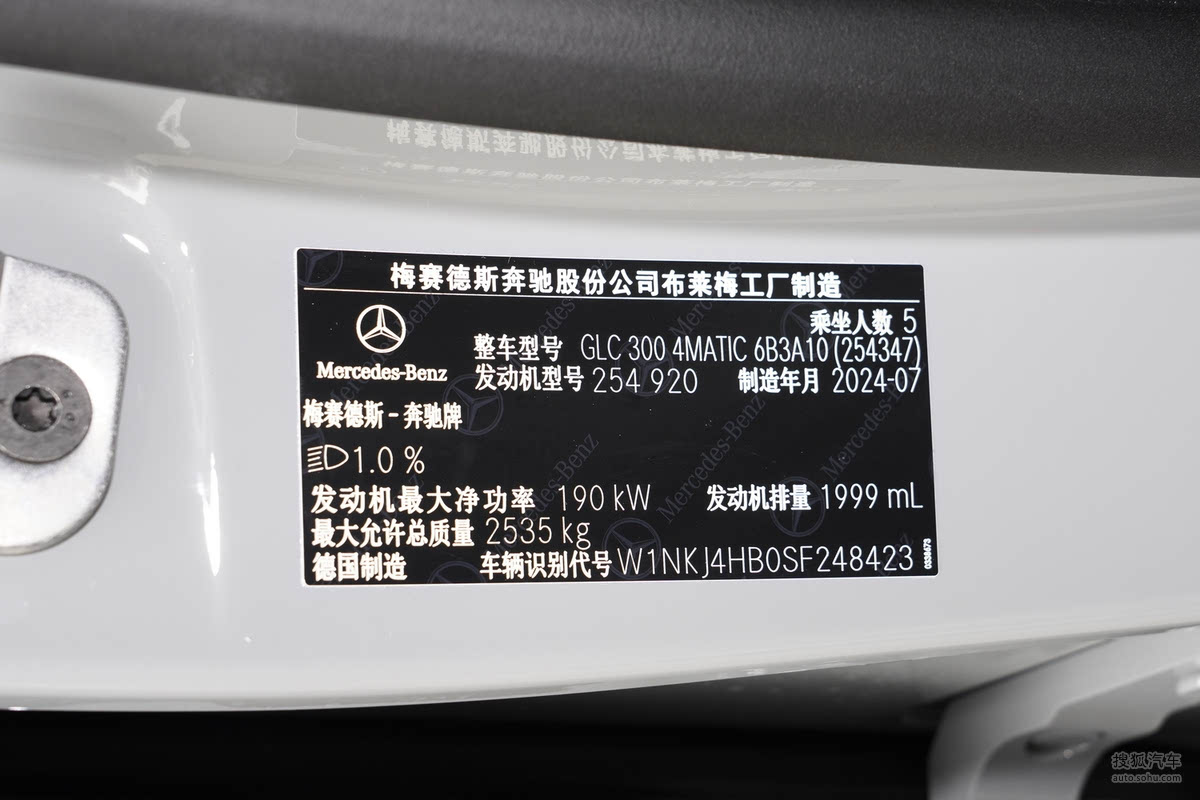 梅赛德斯奔驰股份公司布莱梅工厂制造
乘坐人数 5
Mercedes-Benz
整车型号 GLC 300 4MATIC 6B3A10 (254347)
发动机型号 254 920 制造年月 2024-07
梅赛德斯-奔驰牌
1.0 %
发动机最大净功率 190 kW 发动机排量 1999 mL
最大允许总质量 2535 kg
德国制造 车辆识别代号 W1NKJ4HB0SF248423
搜狐汽车
auto.sohu.com